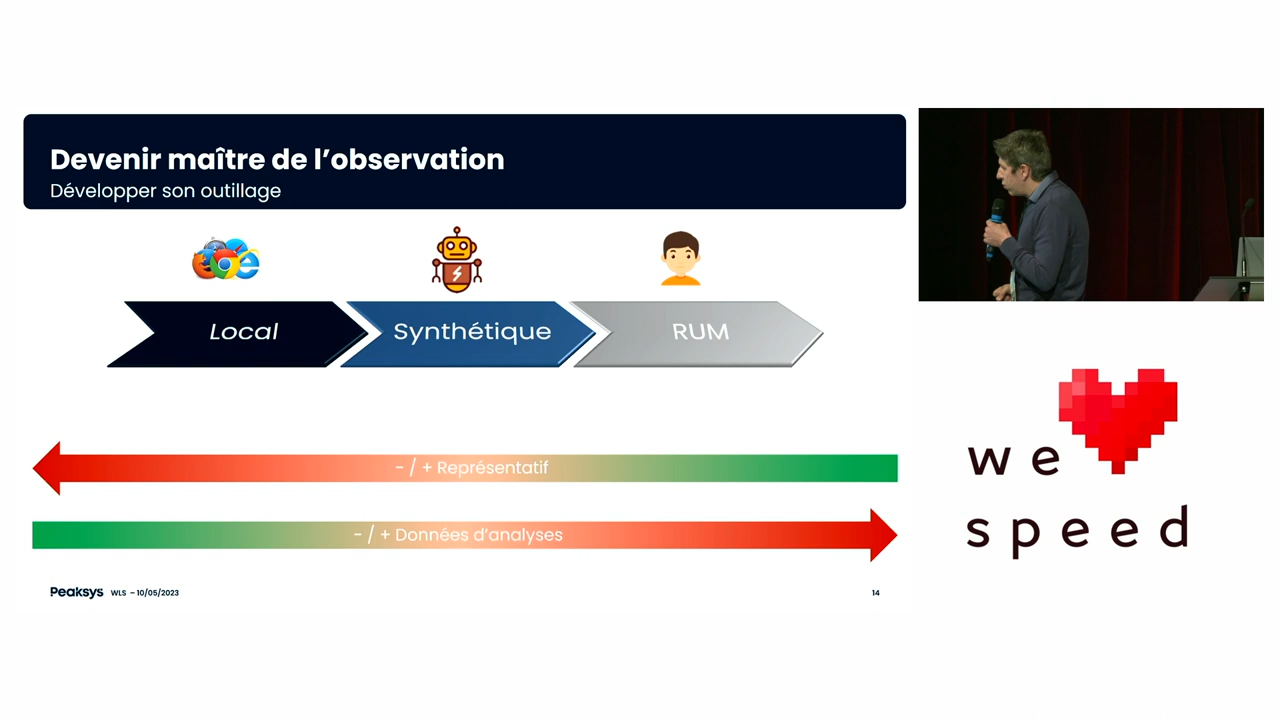 Devenir maître de l’observation
Développer son outillage
Local
Synthétique
RUM
- / + Représentatif
- / + Données d’analyses
Peaksys WLS – 10/05/2023
14
we
speed